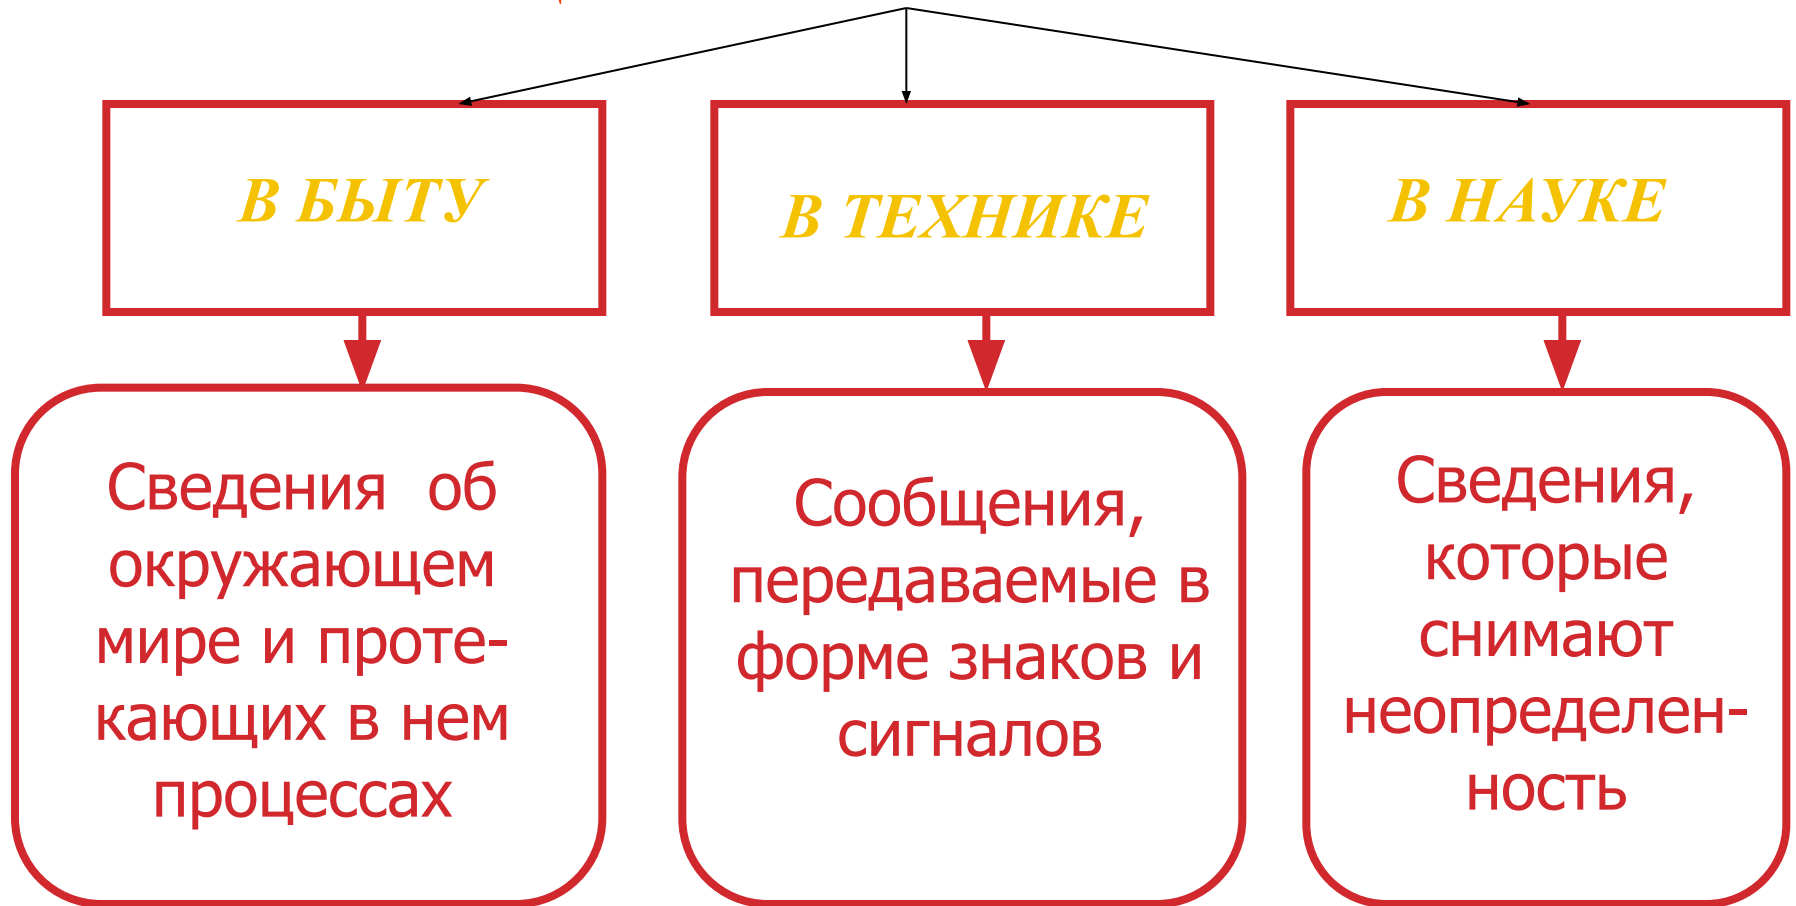 В БЫТУ
В ТЕХНИКЕ
В НАУКЕ
Сведения об
окружающем
мире и проте-
кающих в нем
процессах
Сообщения,
передаваемые в
форме знаков и
сигналов
Сведения,
которые
снимают
неопределен-
ность